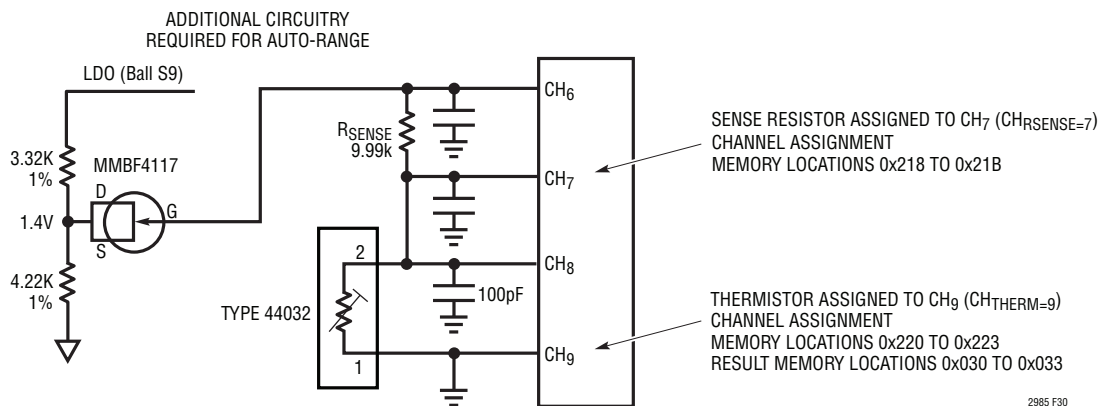 ADDITIONAL CIRCUITRY
REQUIRED FOR AUTO-RANGE
LDO (Ball S9)
3.32K
1%
MMBF4117
D
G
S
1.4V
4.22K
1%
RSENSE
9.99k
CH6
CH7
CH8
CH9
2
1
TYPE 44032
100pF
SENSE RESISTOR ASSIGNED TO CH7 (CHRSENSE=7)
CHANNEL ASSIGNMENT
MEMORY LOCATIONS 0x218 TO 0x21B
THERMISTOR ASSIGNED TO CH9 (CHTHERM=9)
CHANNEL ASSIGNMENT
MEMORY LOCATIONS 0x220 TO 0x223
RESULT MEMORY LOCATIONS 0x030 TO 0x033
2985 F30